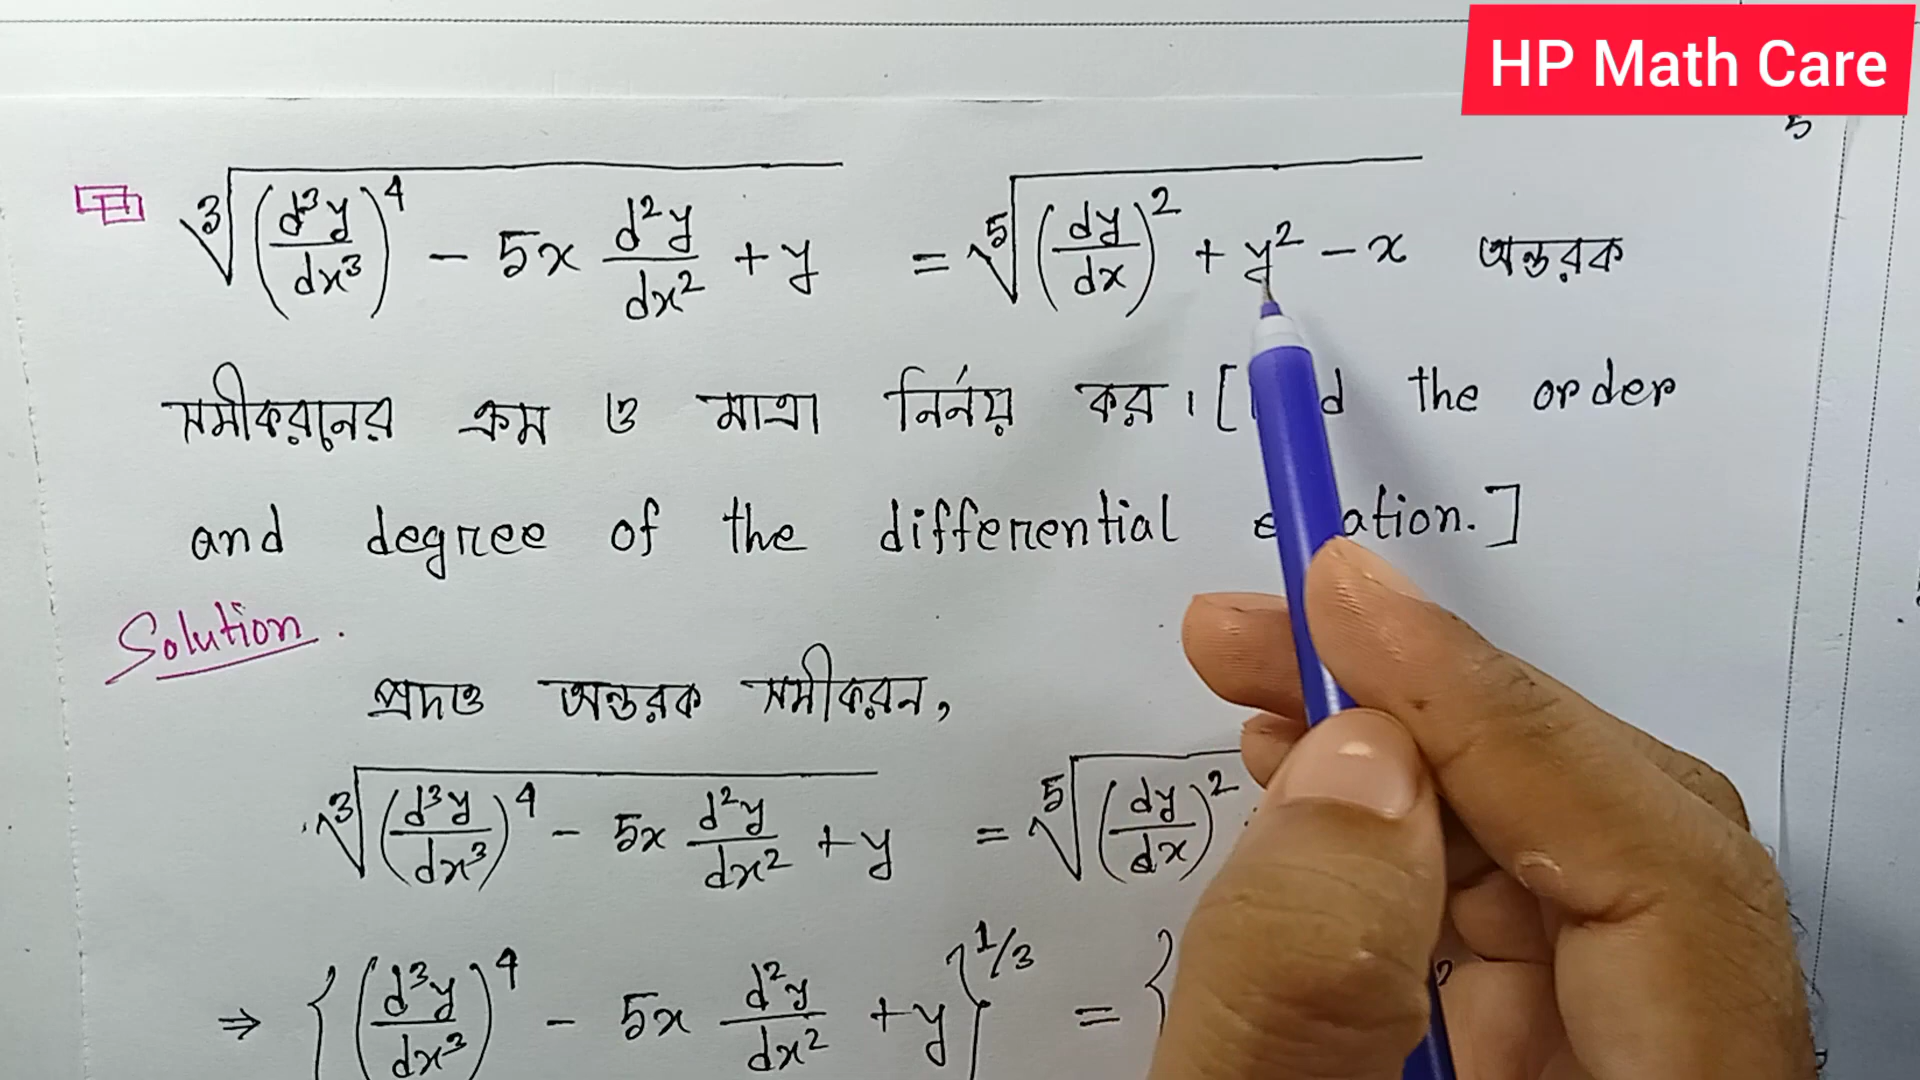 HP Math Care
5
∛((d³y/dx³)⁴ - 5x d²y/dx² + y) = ⁵√((dy/dx)² + y² - x) অন্তরক
সমীকরনের ক্রম ও মাত্রা নির্নয় কর। [ the order
and degree of the differential ation.]
Solution.
প্রদত্ত অন্তরক সমীকরন,
∛((d³y/dx³)⁴ - 5x d²y/dx² + y) = ⁵√((dy/dx)²
⇒ {(d³y/dx³)⁴ - 5x d²y/dx² + y}^1/3 = {